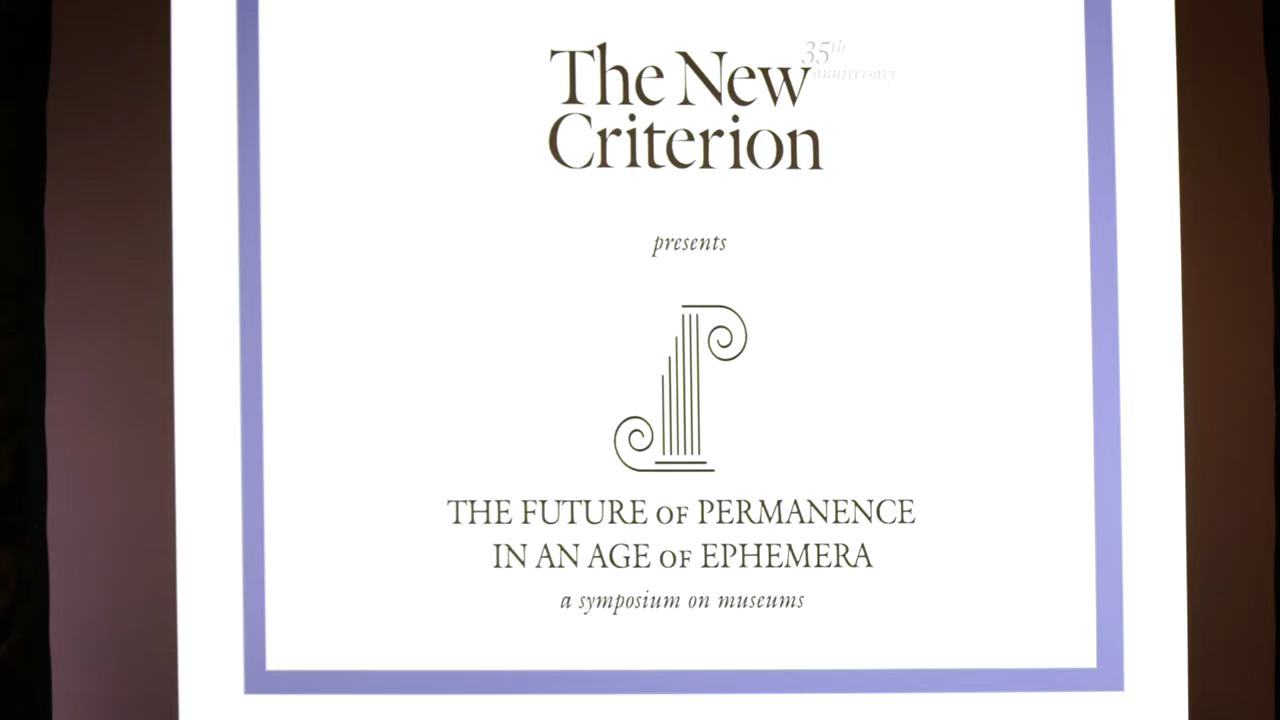 The New
35th
anniversary
Criterion
presents
THE FUTURE OF PERMANENCE
IN AN AGE OF EPHEMERA
a symposium on museums